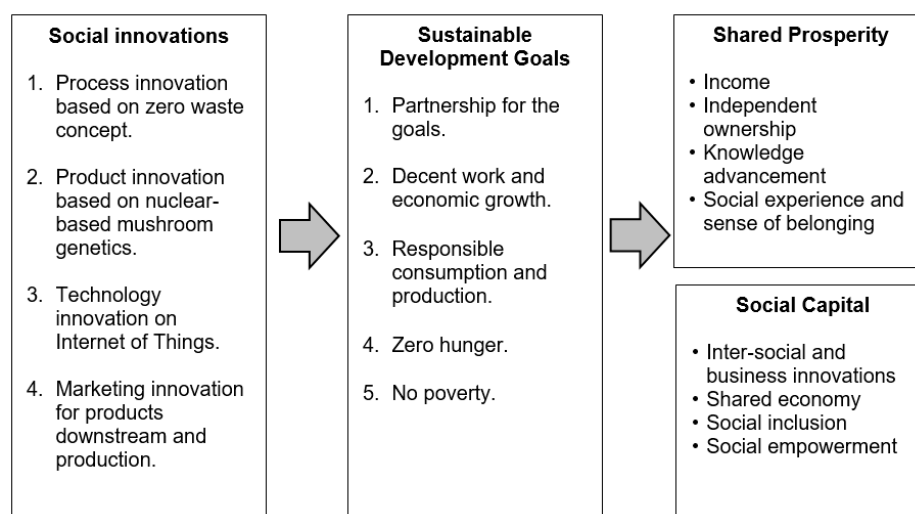 Social innovations
1. Process innovation
based on zero waste
concept.
2. Product innovation
based on nuclear-
based mushroom
genetics.
3. Technology
innovation on
Internet of Things.
4. Marketing innovation
for products
downstream and
production.
Sustainable
Development Goals
1. Partnership for the
goals.
2. Decent work and
economic growth.
3. Responsible
consumption and
production.
4. Zero hunger.
5. No poverty.
Shared Prosperity
• Income
• Independent
ownership
• Knowledge
advancement
• Social experience and
sense of belonging
Social Capital
• Inter-social and
business innovations
• Shared economy
• Social inclusion
• Social empowerment